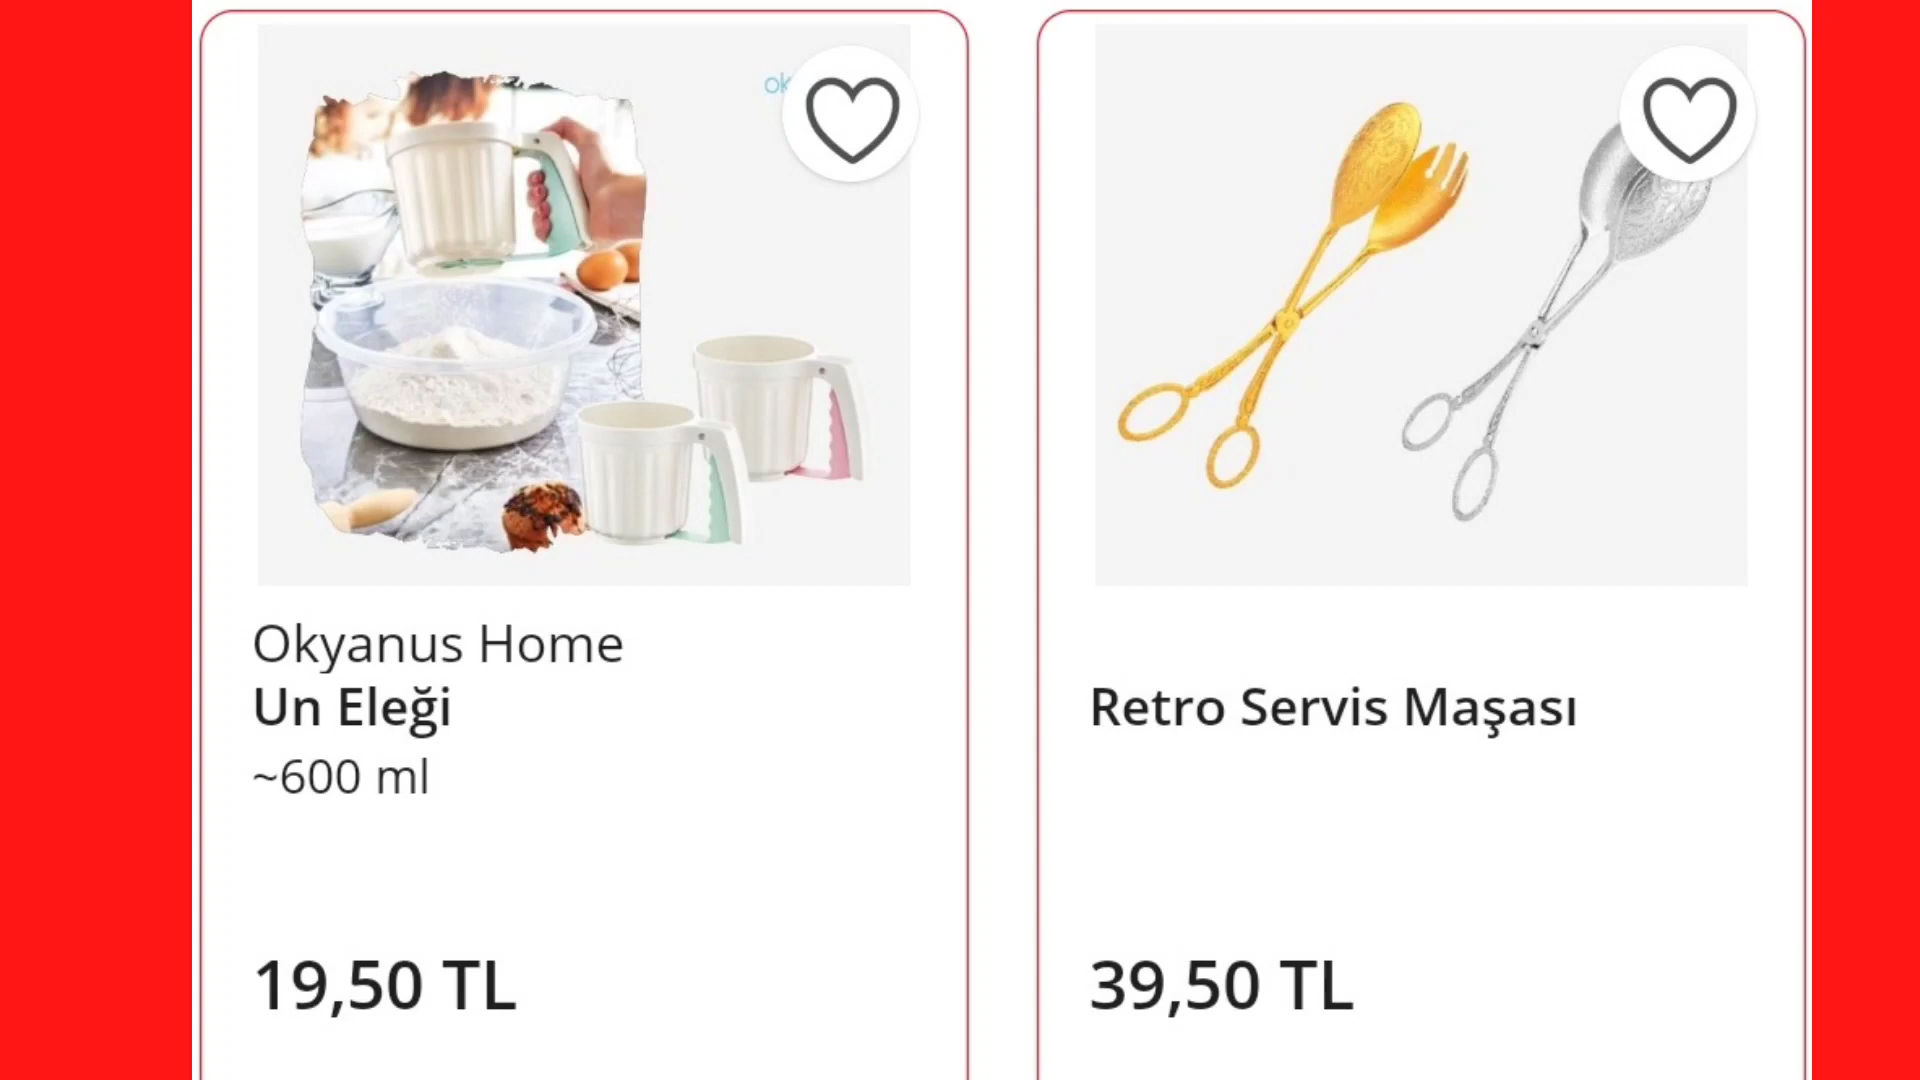 Okyanus Home
Un Eleği
~600 ml
19,50 TL
Retro Servis Maşası
39,50 TL